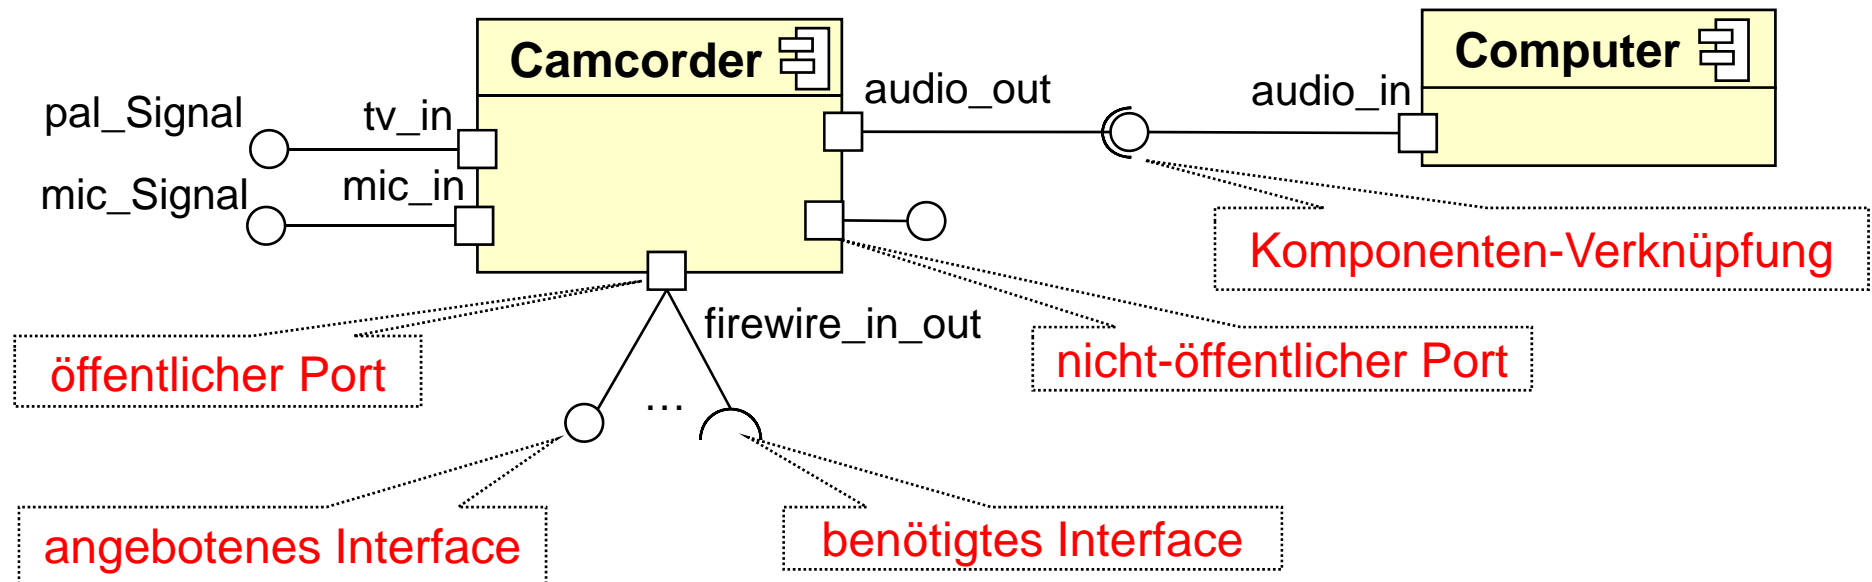 Camcorder
Computer
pal_Signal
tv_in
audio_out
audio_in
mic_Signal
mic_in
Komponenten-Verknüpfung
firewire_in_out
öffentlicher Port
nicht-öffentlicher Port
...
angebotenes Interface
benötigtes Interface